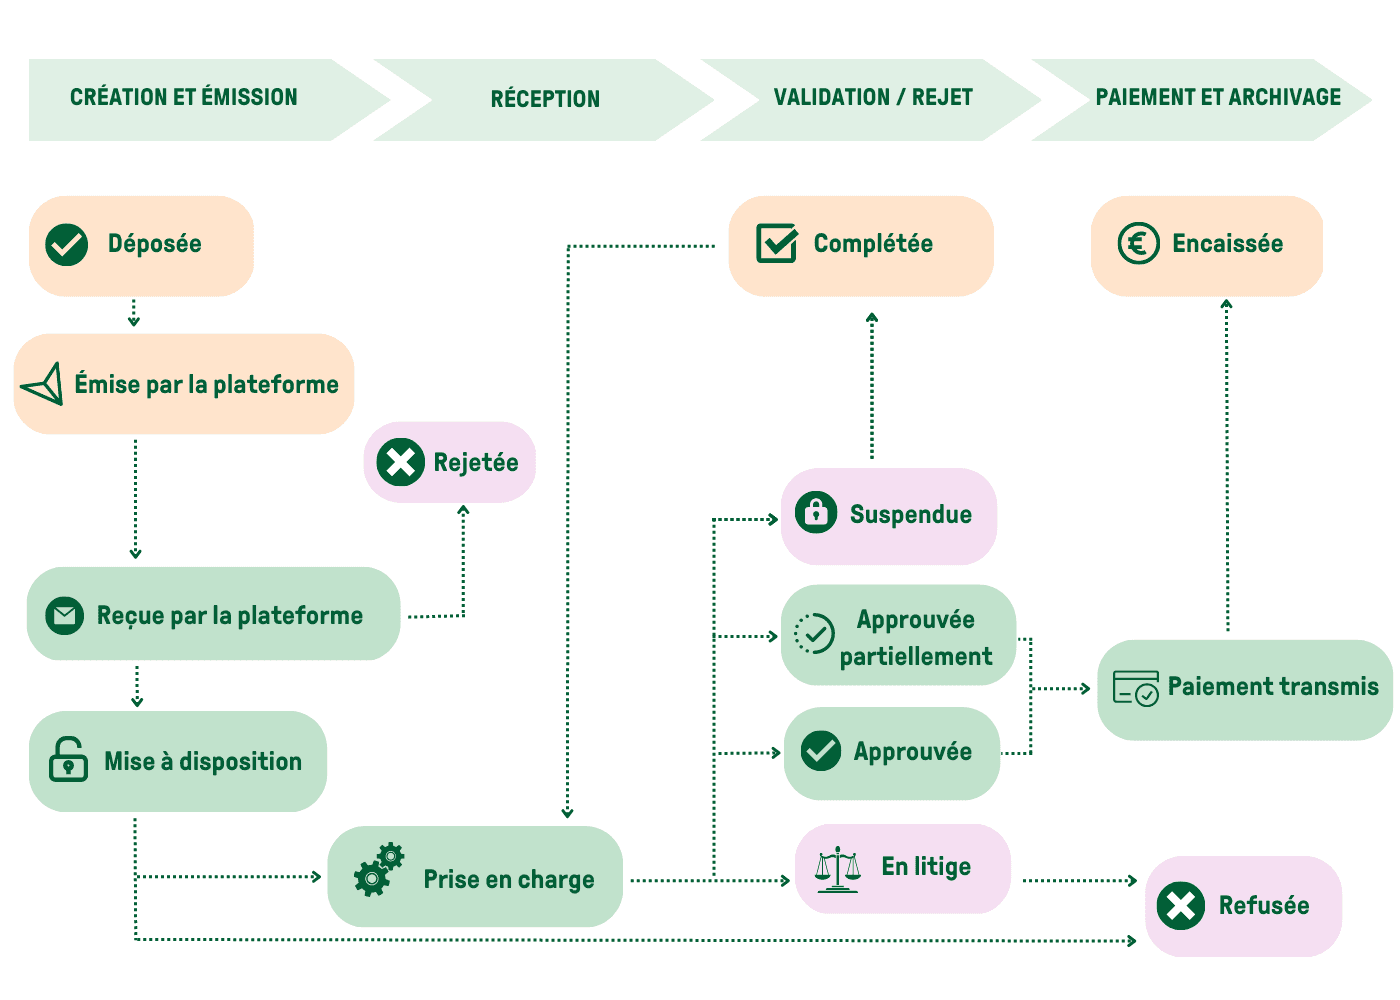 CRÉATION ET ÉMISSION
RÉCEPTION
VALIDATION / REJET
PAIEMENT ET ARCHIVAGE
Déposée
Complétée
Encaissée
Émise par la plateforme
Rejetée
Suspendue
Reçue par la plateforme
Approuvée
partiellement
Paiement transmis
Mise à disposition
Approuvée
Prise en charge
En litige
Refusée